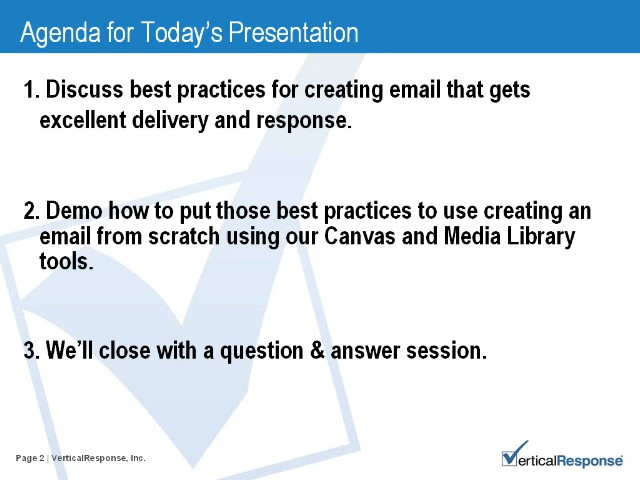 Agenda for Today's Presentation
1. Discuss best practices for creating email that gets
excellent delivery and response.
2. Demo how to put those best practices to use creating an
email from scratch using our Canvas and Media Library
tools.
3. We'll close with a question & answer session.
Page 2 | VerticalResponse, Inc.
VerticalResponse